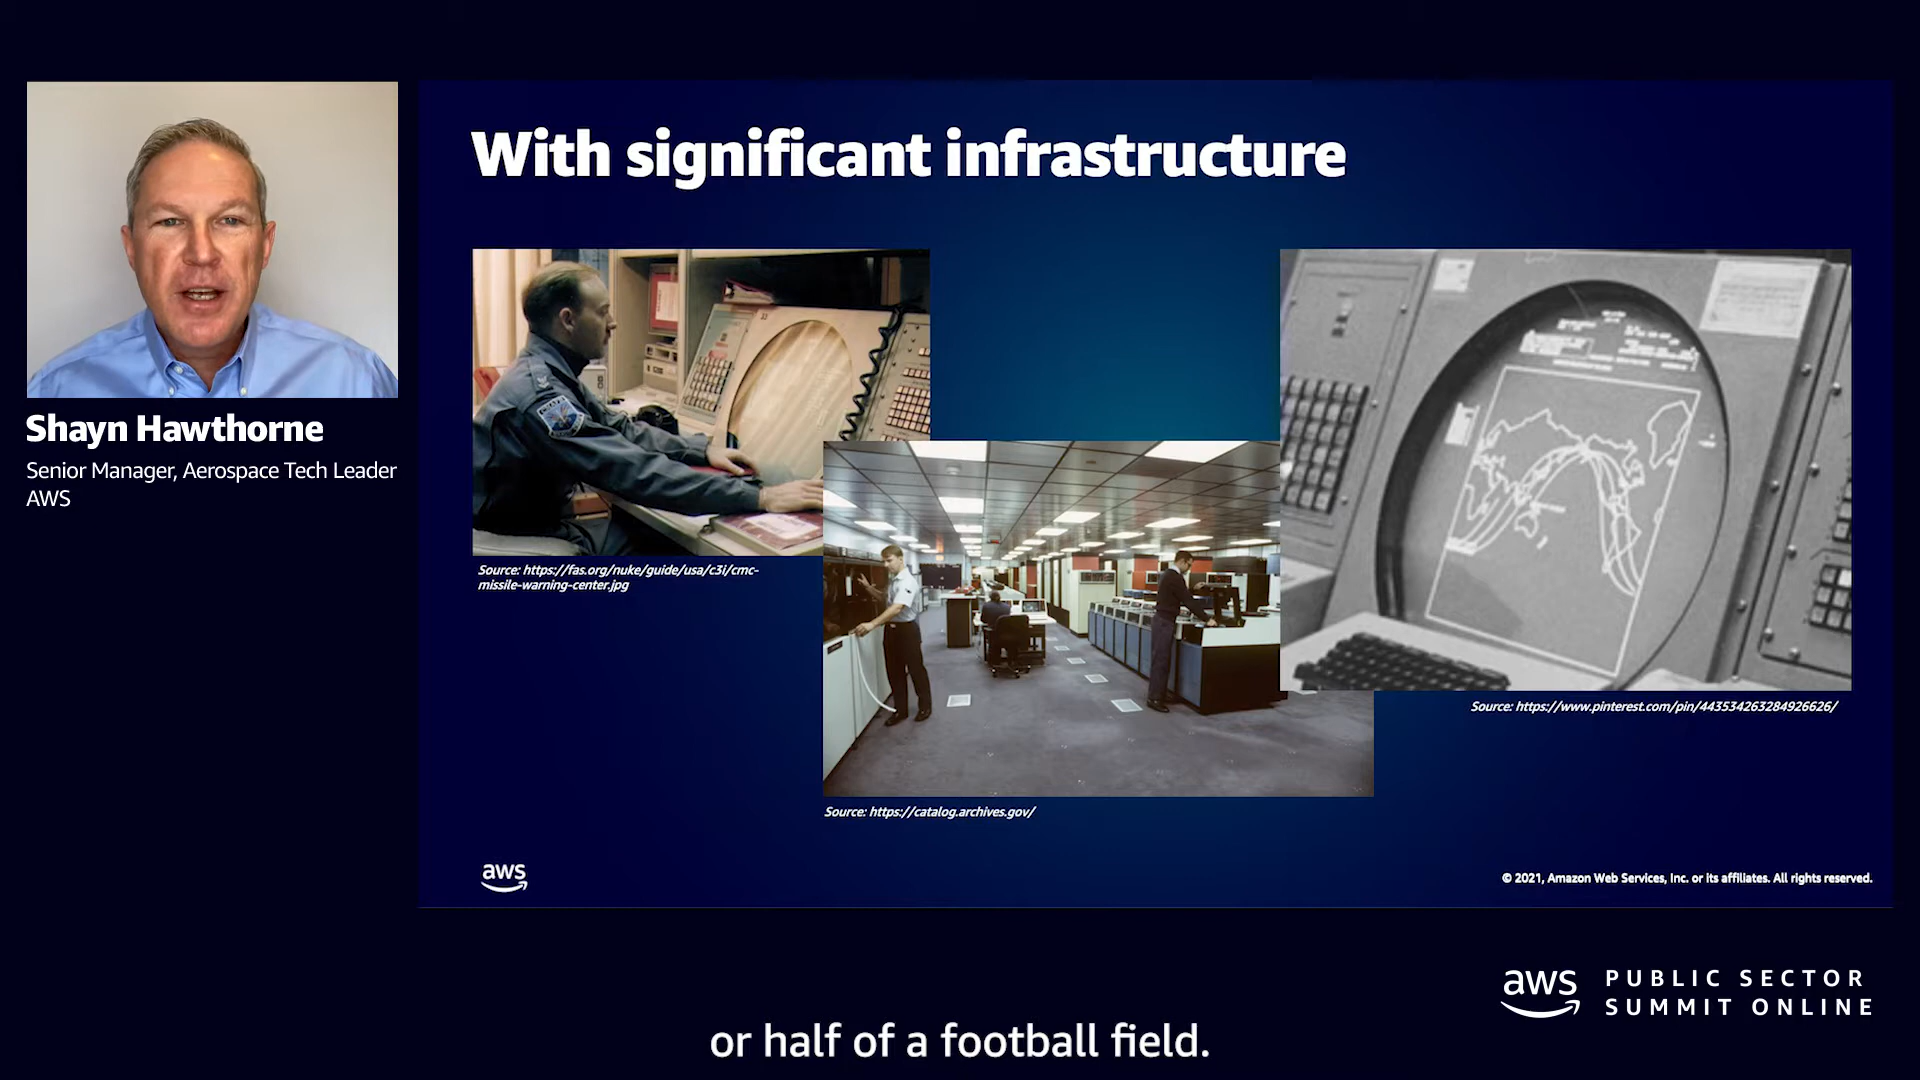 With significant infrastructure
Shayn Hawthorne
Senior Manager, Aerospace Tech Leader
AWS
Source: https://fas.org/nuke/guide/usa/c3i/cmc-
missile-warning-center.jpg
Source: https://www.pinterest.com/pin/443534263284926626/
Source: https://catalog.archives.gov/
aws
© 2021, Amazon Web Services, Inc. or its affiliates. All rights reserved.
aws PUBLIC SECTOR
SUMMIT ONLINE
or half of a football field.